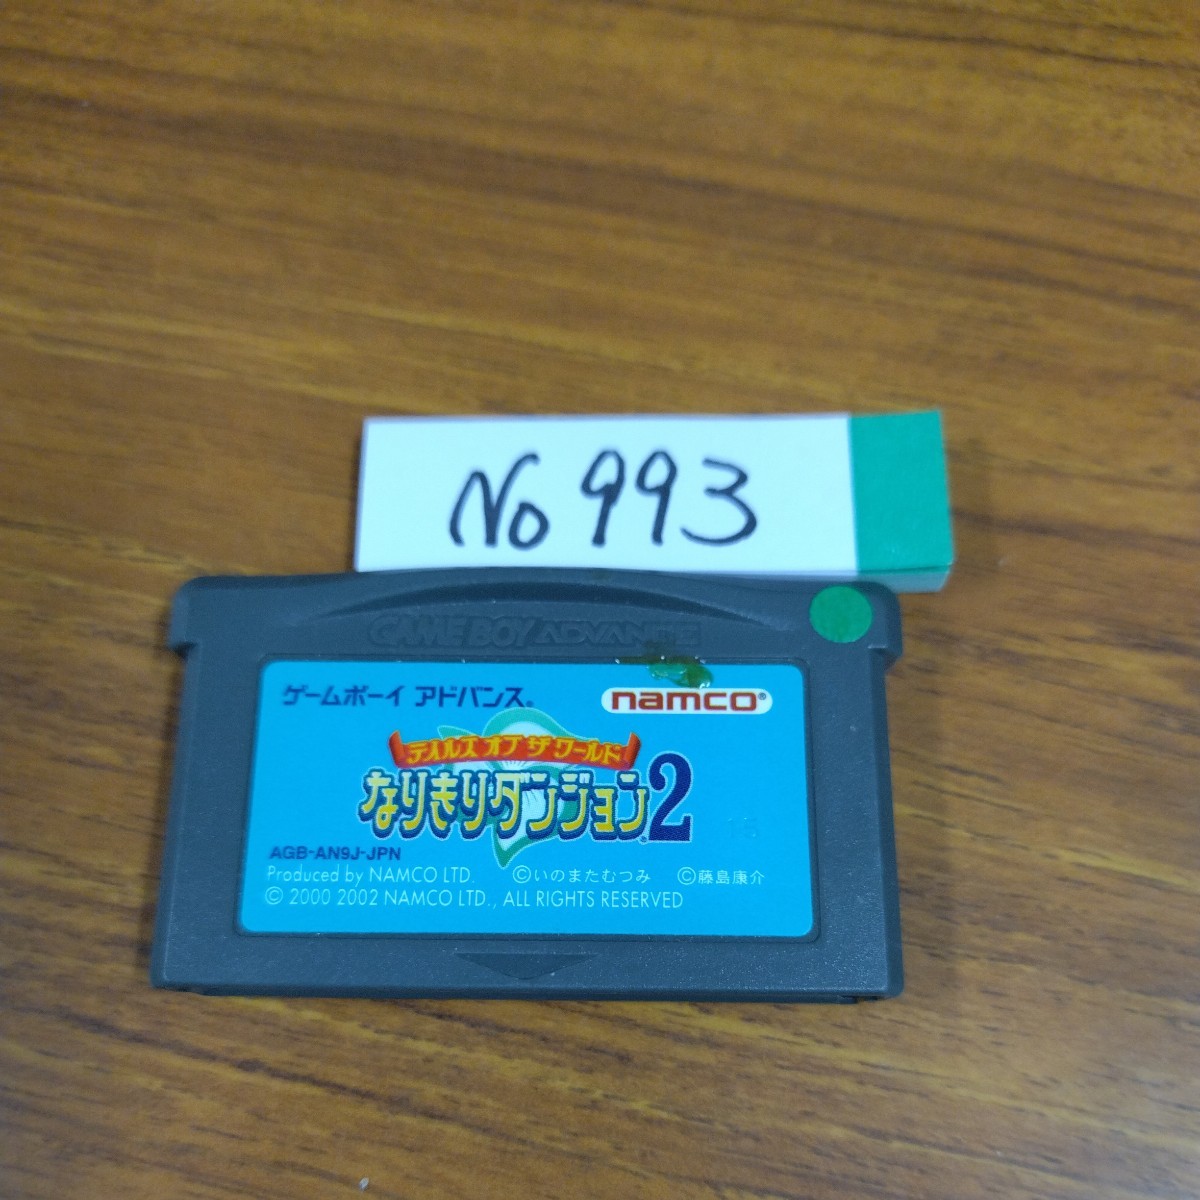 No 993
GAME BOY ADVANCE
ゲームボーイ アドバンス®
namco®
テイルズ オブ ザ ワールド
なりきりダンジョン2
15
AGB-AN9J-JPN
Produced by NAMCO LTD. ©いのまたむつみ ©藤島康介
© 2000 2002 NAMCO LTD., ALL RIGHTS RESERVED